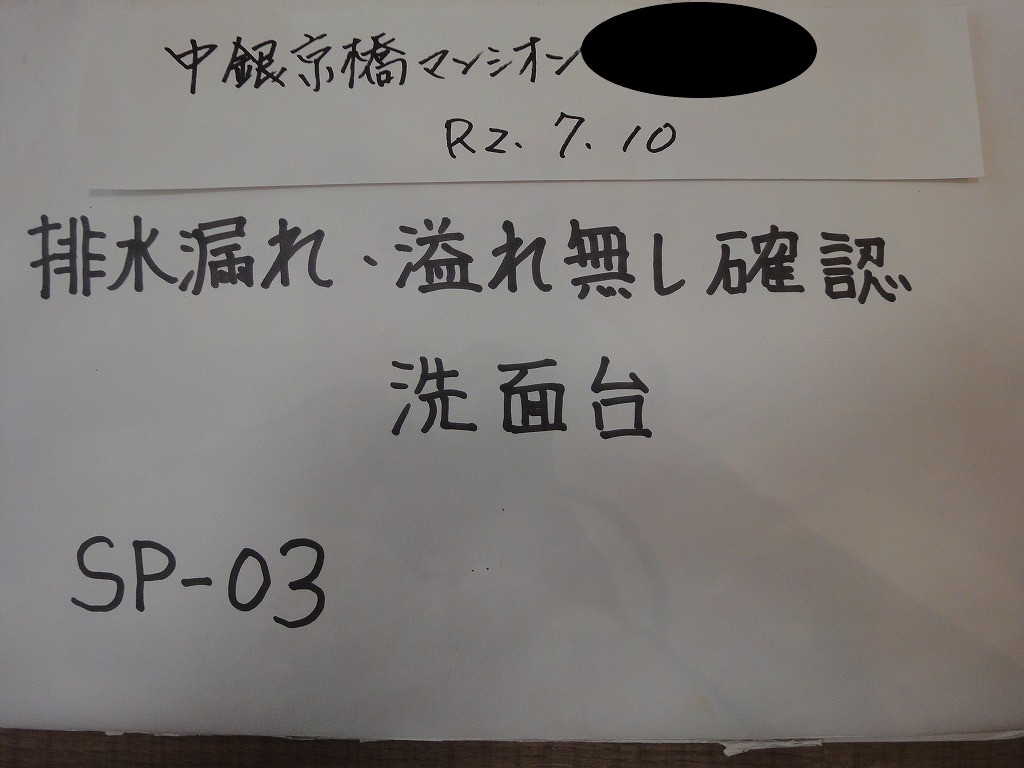 中銀京橋マンシオン
R2.7.10
排水漏れ、溢れ無し確認
洗面台
SP-03